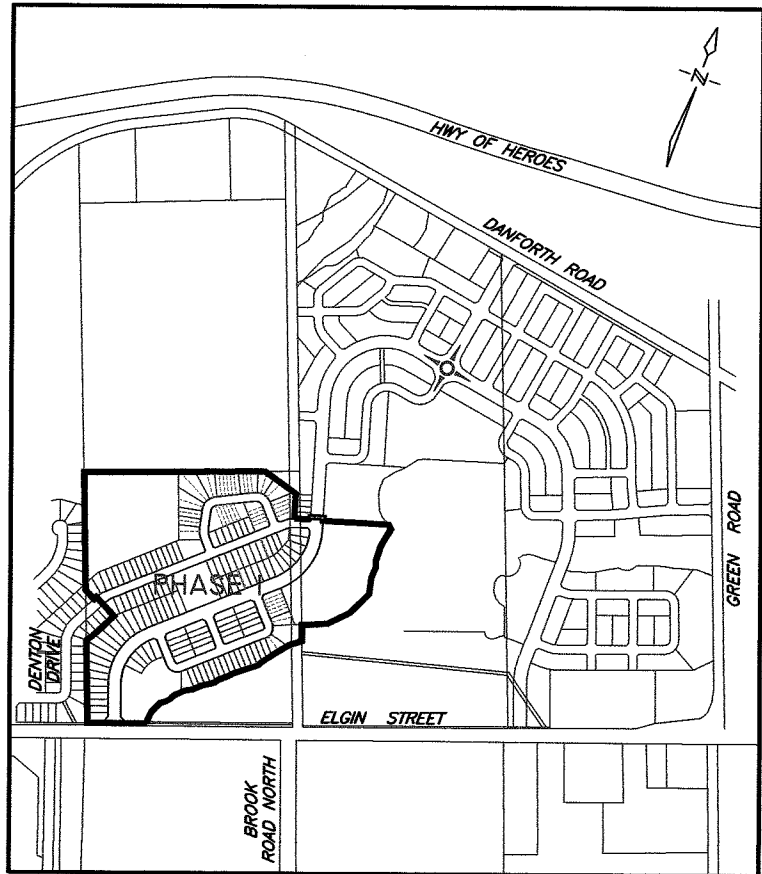 N
HWY OF HEROES
DANFORTH ROAD
GREEN ROAD
PHASE 1
DENTON
DRIVE
ELGIN STREET
BROOK
ROAD NORTH